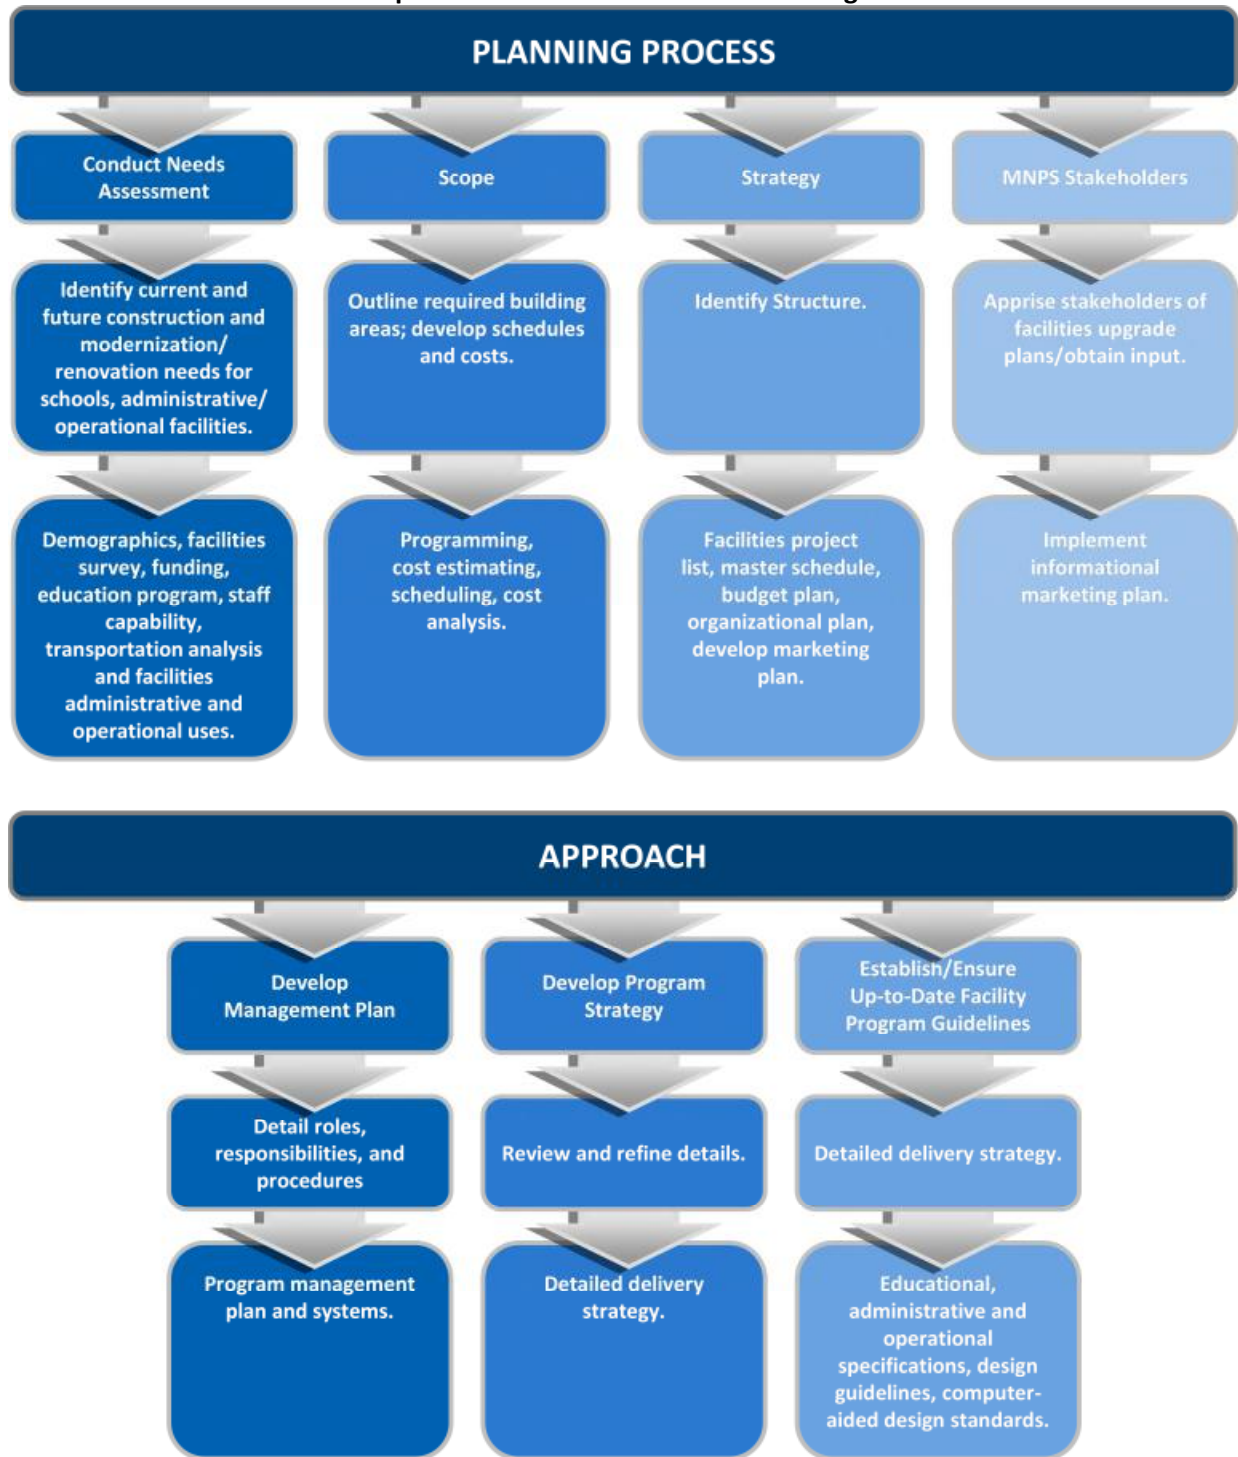 PLANNING PROCESS
Conduct Needs
Assessment
Scope
Strategy
MNPS Stakeholders
Identify current and
future construction and
modernization/
renovation needs for
schools, administrative/
operational facilities.
Outline required building
areas; develop schedules
and costs.
Identify Structure.
Apprise stakeholders of
facilities upgrade
plans/obtain input.
Demographics, facilities
survey, funding,
education program, staff
capability,
transportation analysis
and facilities
administrative and
operational uses.
Programming,
cost estimating,
scheduling, cost
analysis.
Facilities project
list, master schedule,
budget plan,
organizational plan,
develop marketing
plan.
Implement
informational
marketing plan.
APPROACH
Develop
Management Plan
Develop Program
Strategy
Establish/Ensure
Up-to-Date Facility
Program Guidelines
Detail roles,
responsibilities, and
procedures
Review and refine details.
Detailed delivery strategy.
Program management
plan and systems.
Detailed delivery
strategy.
Educational,
administrative and
operational
specifications, design
guidelines, computer-
aided design standards.